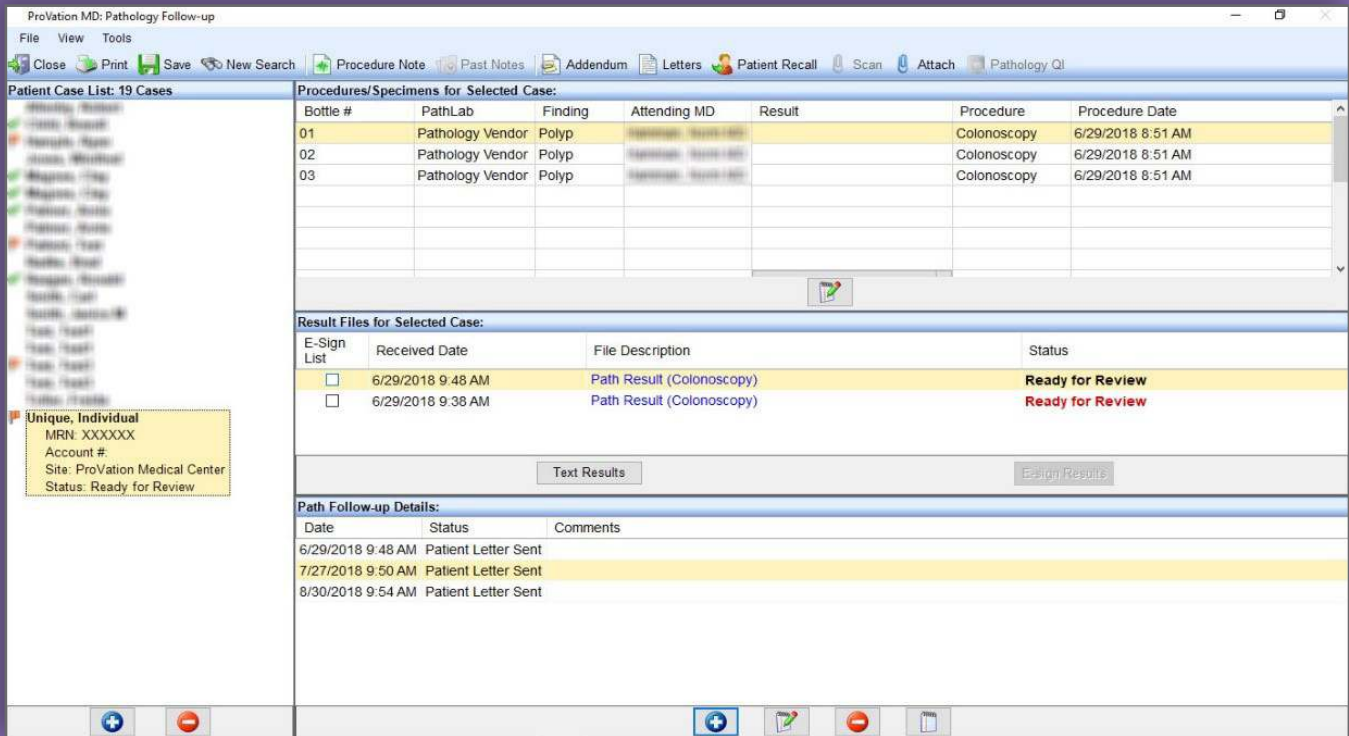 ProVation MD: Pathology Follow-up
File View Tools
Close Print Save New Search Procedure Note Past Notes Addendum Letters Patient Recall Scan Attach Pathology QI
Patient Case List: 19 Cases
Unique, Individual
MRN: XXXXXX
Account #:
Site: ProVation Medical Center
Status: Ready for Review
Procedures/Specimens for Selected Case:
Bottle # PathLab Finding Attending MD Result Procedure Procedure Date
01 Pathology Vendor Polyp Colonoscopy 6/29/2018 8:51 AM
02 Pathology Vendor Polyp Colonoscopy 6/29/2018 8:51 AM
03 Pathology Vendor Polyp Colonoscopy 6/29/2018 8:51 AM
Result Files for Selected Case:
E-Sign List Received Date File Description Status
6/29/2018 9:48 AM Path Result (Colonoscopy) Ready for Review
6/29/2018 9:38 AM Path Result (Colonoscopy) Ready for Review
Text Results E-sign Results
Path Follow-up Details:
Date Status Comments
6/29/2018 9:48 AM Patient Letter Sent
7/27/2018 9:50 AM Patient Letter Sent
8/30/2018 9:54 AM Patient Letter Sent